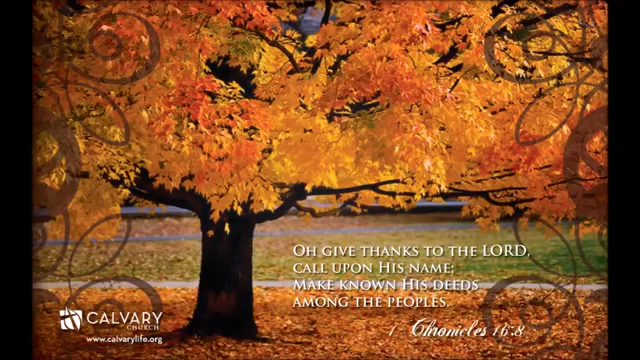 OH GIVE THANKS TO THE LORD,
CALL UPON HIS NAME;
MAKE KNOWN HIS DEEDS
AMONG THE PEOPLES.
1 Chronicles 16:8
CALVARY
CHURCH
www.calvarylife.org